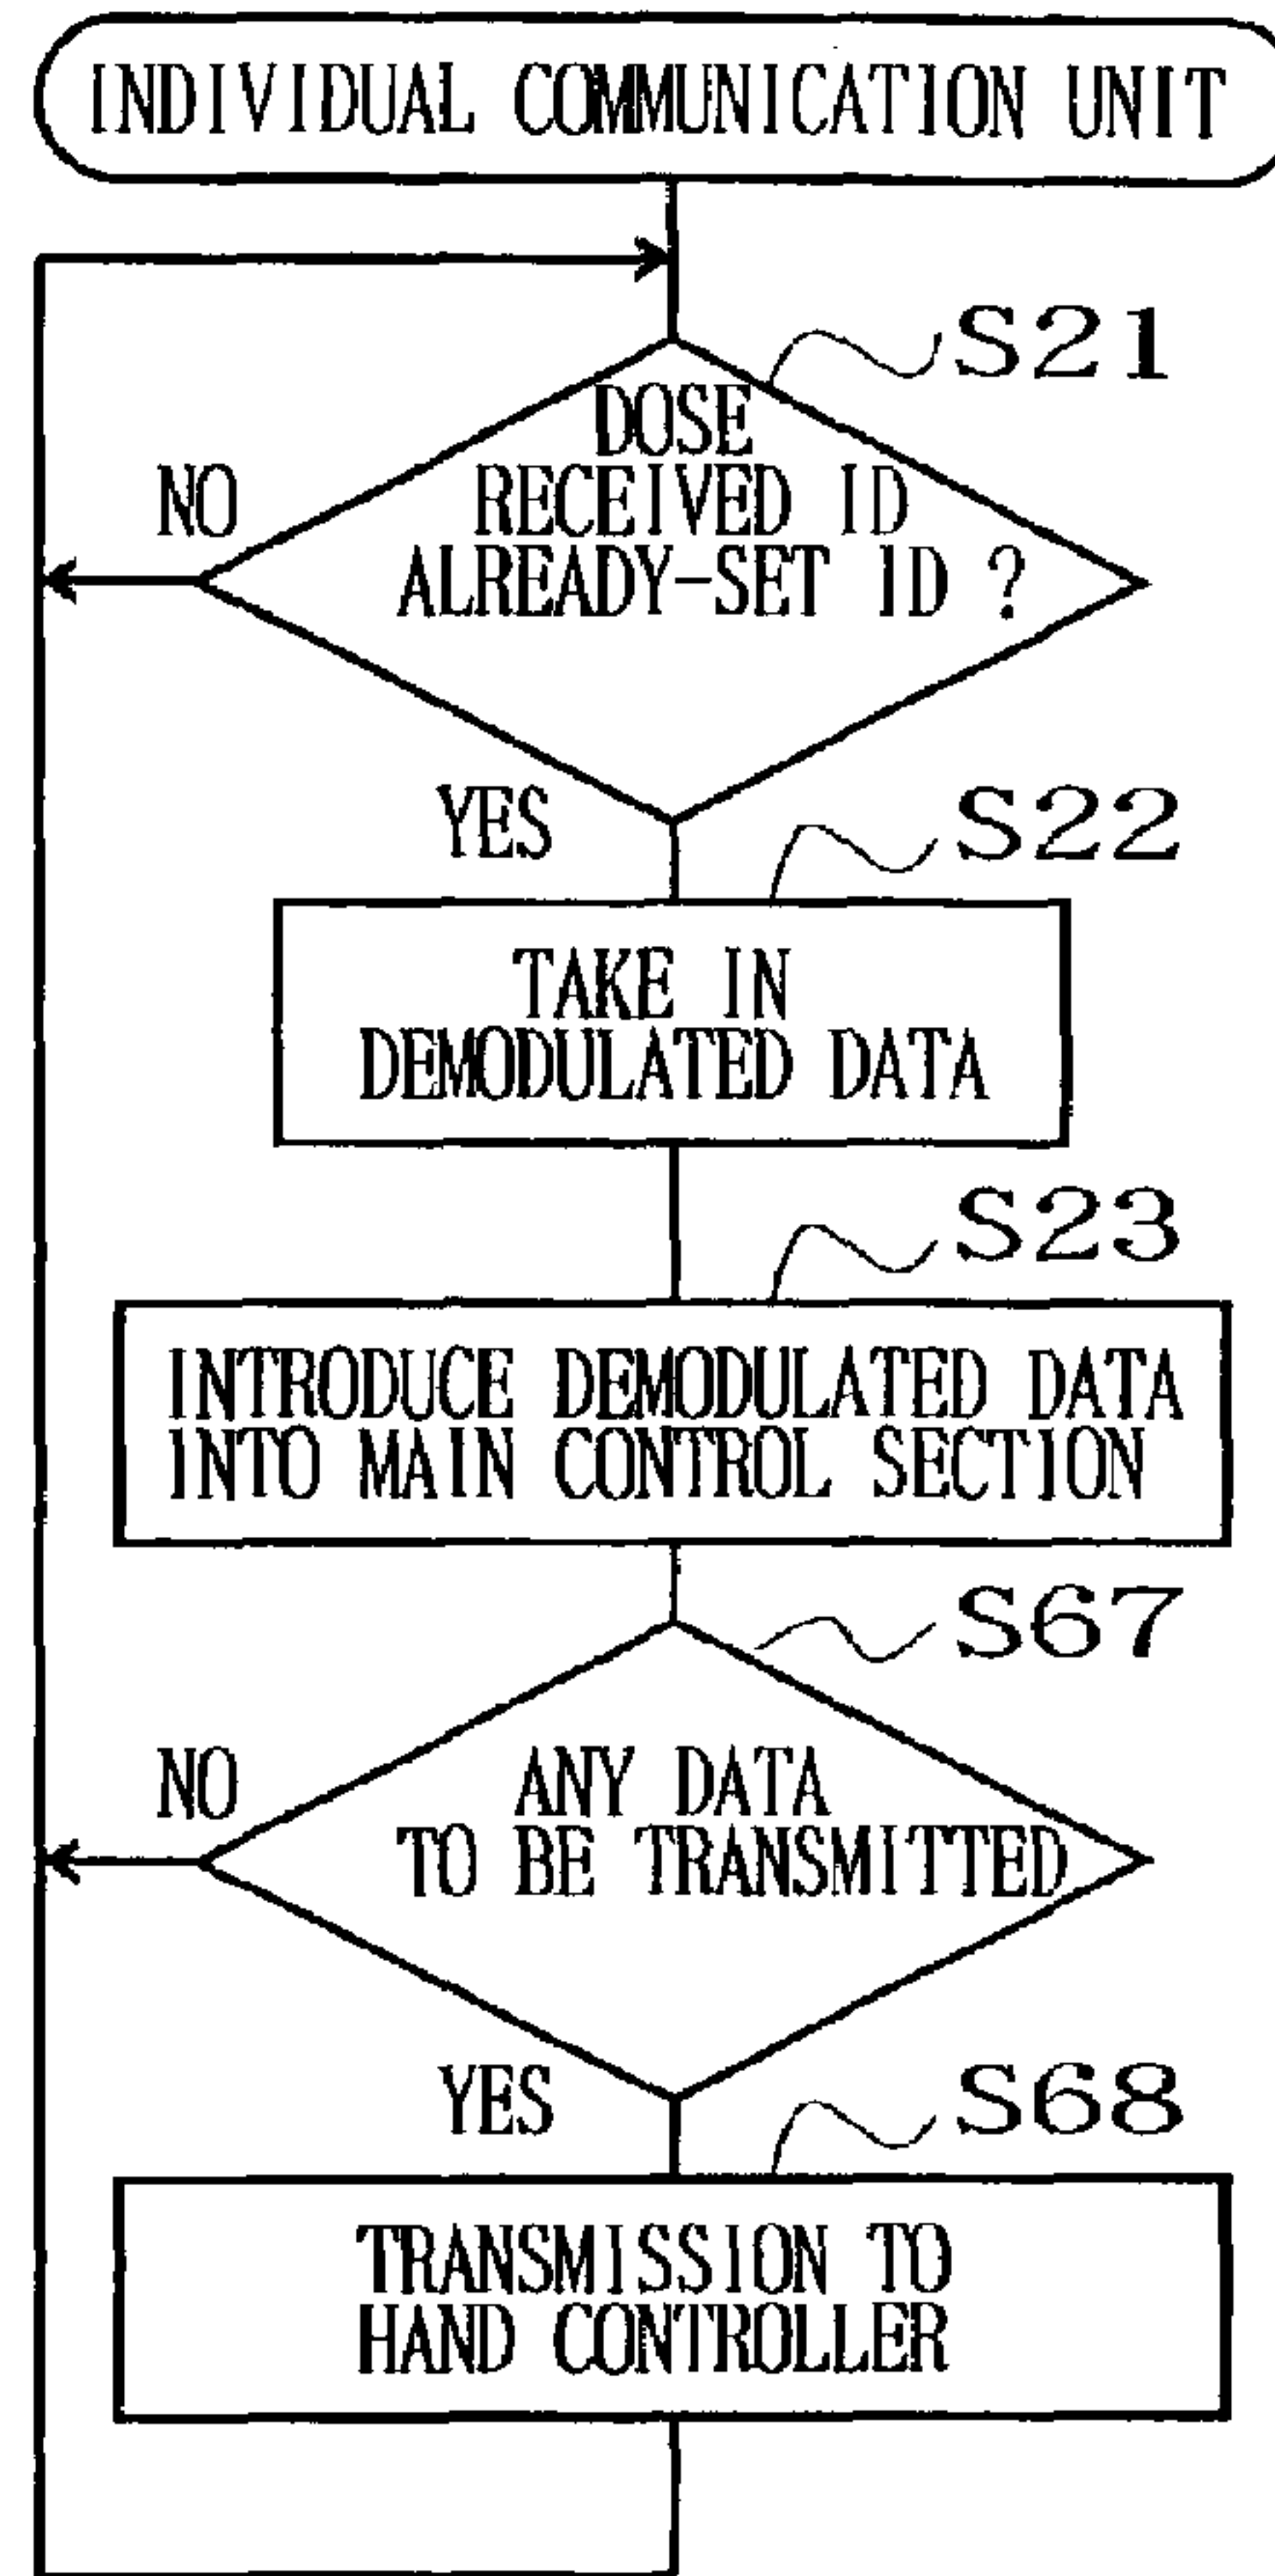 INDIVIDUAL COMMUNICATION UNIT
S21
DOSE
NO
RECEIVED ID
ALREADY-SET ID ?
YES
S22
TAKE IN
DEMODULATED DATA
S23
INTRODUCE DEMODULATED DATA
INTO MAIN CONTROL SECTION
S67
NO
ANY DATA
TO BE TRANSMITTED
YES
S68
TRANSMISSION TO
HAND CONTROLLER